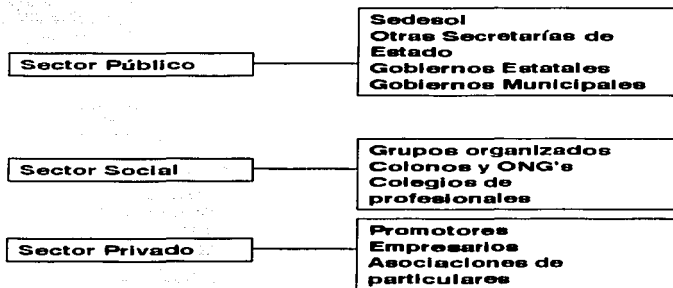 Sector Público
Sedesol
Otras Secretarías de
Estado
Gobiernos Estatales
Gobiernos Municipales
Sector Social
Grupos organizados
Colonos y ONG's
Colegios de
profesionales
Sector Privado
Promotores
Empresarios
Asociaciones de
particulares